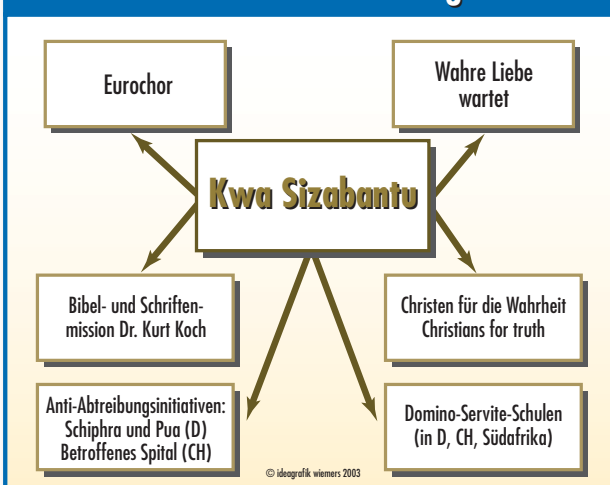 Eurochor
Wahre Liebe
wartet
Kwa Sizabantu
Bibel- und Schriften-
mission Dr. Kurt Koch
Christen für die Wahrheit
Christians for truth
Anti-Abtreibungsinitiativen:
Schiphra und Pua (D)
Betroffenes Spital (CH)
Domino-Servite-Schulen
(in D, CH, Südafrika)
© ideagrafik wiemers 2003